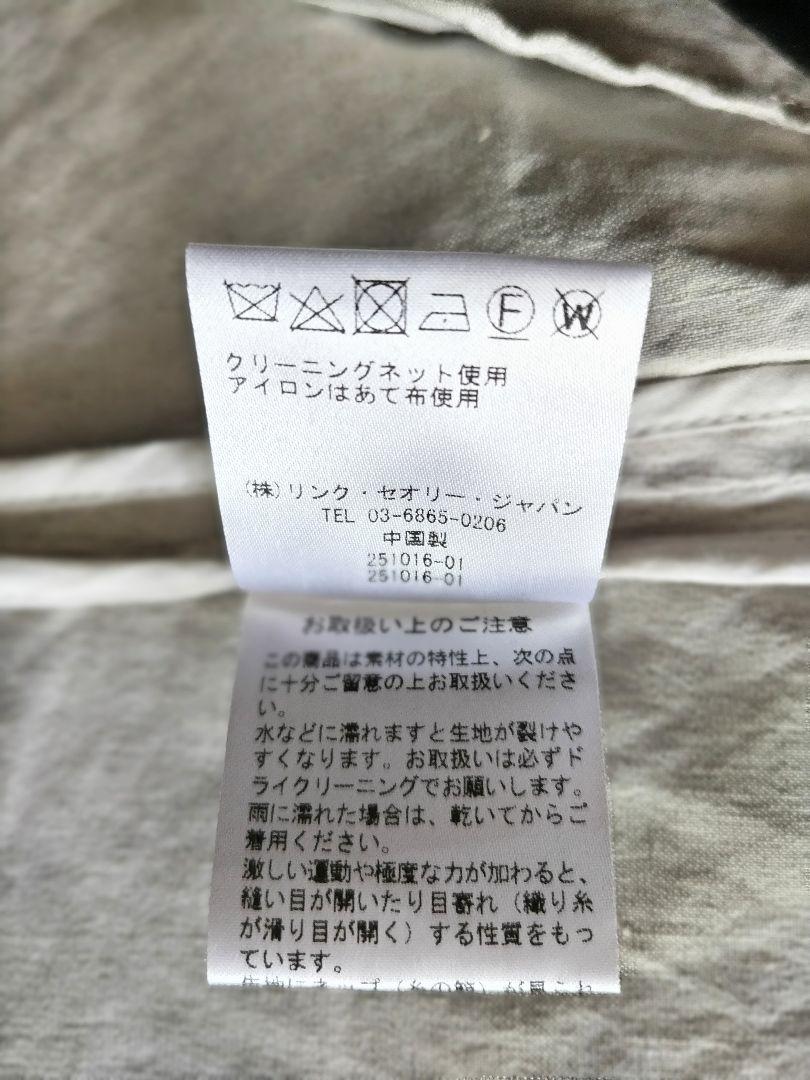 F
W
クリーニングネット使用
アイロンはあて布使用
(株)リンク・セオリー・ジャパン
TEL 03-6865-0206
中国製
251016-01
251016-01
お取扱い上のご注意
この商品は素材の特性上、次の点
に十分ご留意の上お取扱いくださ
い。
水などに濡れますと生地が裂けや
すくなります。お取扱いは必ずド
ライクリーニングでお願いします。
雨に濡れた場合は、乾いてからご
着用ください。
激しい運動や極度な力が加わると、
縫い目が開いたり目寄れ(織り糸
が滑り目が開く)する性質をもっ
ています。